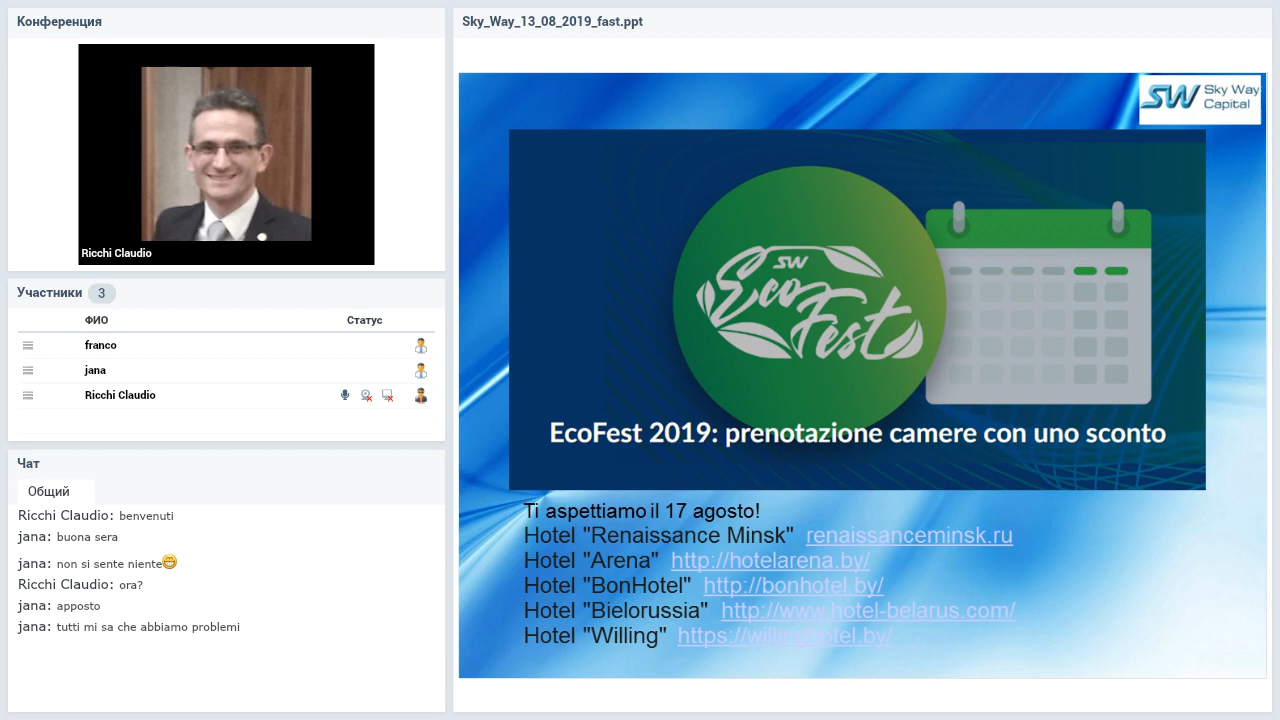 Конференция
Ricchi Claudio
Участники 3
ФИО Статус
franco
jana
Ricchi Claudio
Чат
Общий
Ricchi Claudio: benvenuti
jana: buona sera
jana: non si sente niente
Ricchi Claudio: ora?
jana: apposto
jana: tutti mi sa che abbiamo problemi
Sky_Way_13_08_2019_fast.ppt
SW Sky Way
Capital
SW
Eco
Fest
EcoFest 2019: prenotazione camere con uno sconto
Ti aspettiamo il 17 agosto!
Hotel "Renaissance Minsk" renaissanceminsk.ru
Hotel "Arena" http://hotelarena.by/
Hotel "BonHotel" http://bonhotel.by/
Hotel "Bielorussia" http://www.hotel-belarus.com/
Hotel "Willing" https://willinghotel.by/